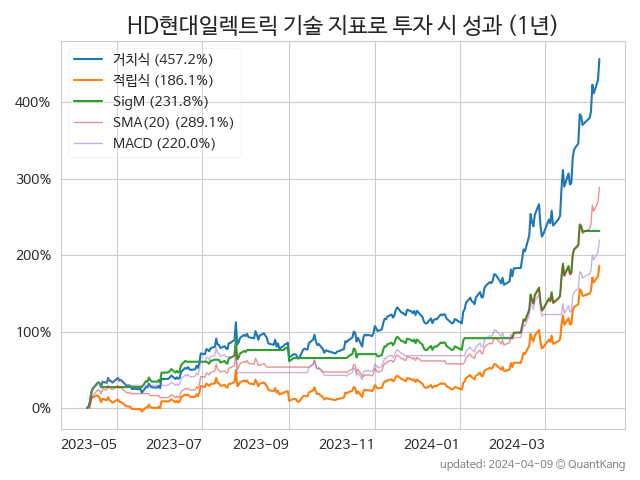 HD현대일렉트릭 기술 지표로 투자 시 성과 (1년)
거치식 (457.2%)
적립식 (186.1%)
SigM (231.8%)
SMA(20) (289.1%)
MACD (220.0%)
400%
300%
200%
100%
0%
2023-05 2023-07 2023-09 2023-11 2024-01 2024-03
updated: 2024-04-09 © QuantKang